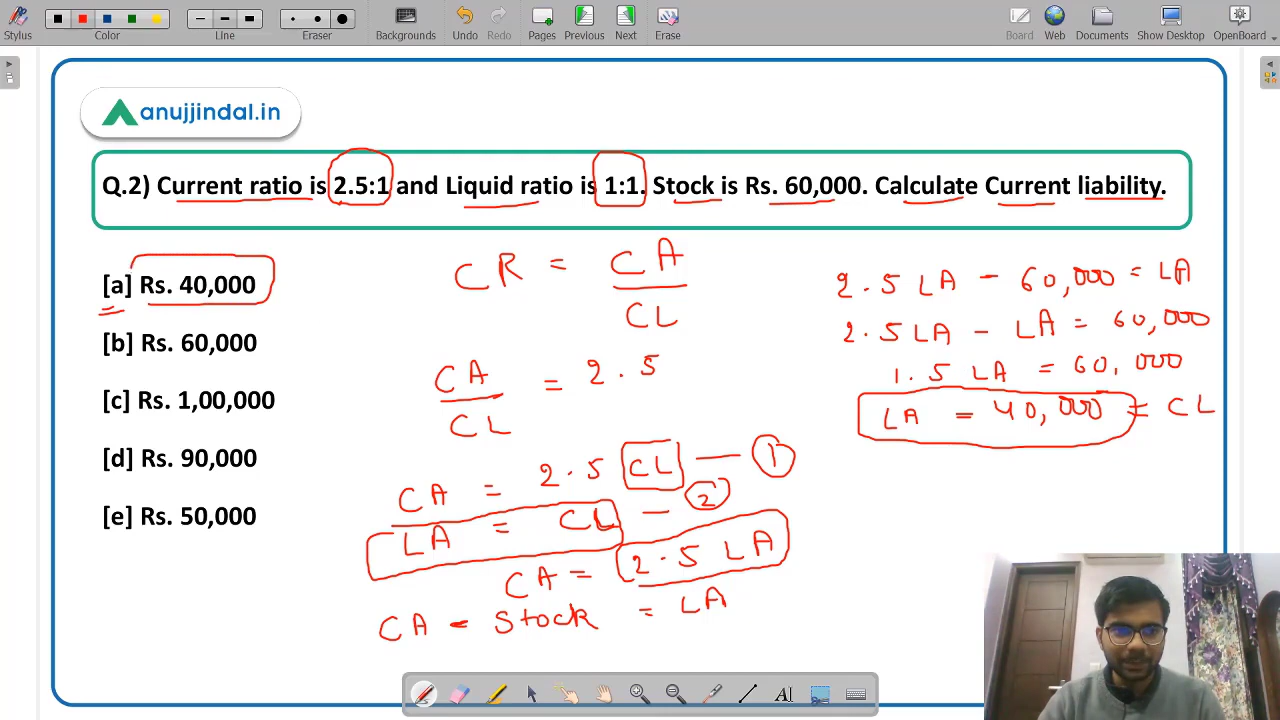 Stylus Color Line Eraser Backgrounds Undo Redo Pages Previous Next Erase Board Web Documents Show Desktop OpenBoard
anujjindal.in
Q.2) Current ratio is 2.5:1 and Liquid ratio is 1:1. Stock is Rs. 60,000. Calculate Current liability.
[a] Rs. 40,000
[b] Rs. 60,000
[c] Rs. 1,00,000
[d] Rs. 90,000
[e] Rs. 50,000
CR = CA
CL
CA = 2.5
CL
CA = 2.5 CL — 1
LA = CL — 2
CA = 2.5 LA
CA - Stock = LA
2.5 LA - 60,000 = LA
2.5 LA - LA = 60,000
1.5 LA = 60,000
LA = 40,000 = CL